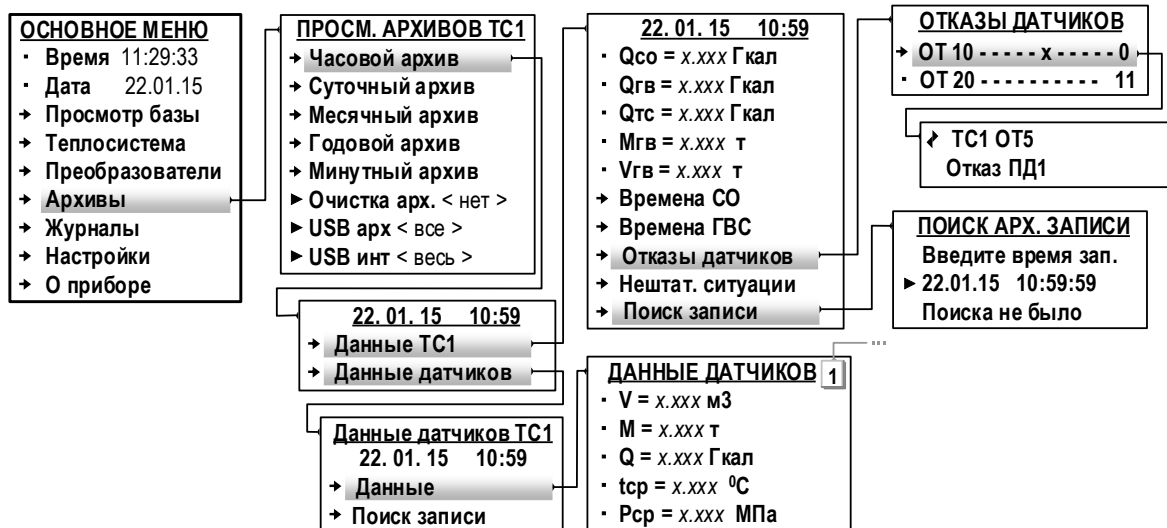 ОСНОВНОЕ МЕНЮ
· Время 11:29:33
· Дата 22.01.15
➔ Просмотр базы
➔ Теплосистема
➔ Преобразователи
➔ Архивы
➔ Журналы
➔ Настройки
➔ О приборе
ПРОСМ. АРХИВОВ ТС1
➔ Часовой архив
➔ Суточный архив
➔ Месячный архив
➔ Годовой архив
➔ Минутный архив
► Очистка арх. < нет >
► USB арх < все >
► USB инт < весь >
22. 01. 15 10:59
➔ Данные ТС1
➔ Данные датчиков
Данные датчиков ТС1
22. 01. 15 10:59
➔ Данные
➔ Поиск записи
22. 01. 15 10:59
· Qсо = x.xxx Гкал
· Qгв = x.xxx Гкал
· Qтс = x.xxx Гкал
· Мгв = x.xxx т
· Vгв = x.xxx т
➔ Времена СО
➔ Времена ГВС
➔ Отказы датчиков
➔ Нештат. ситуации
➔ Поиск записи
ДАННЫЕ ДАТЧИКОВ 1
· V = x.xxx м3
· M = x.xxx т
· Q = x.xxx Гкал
· tср = x.xxx ⁰С
· Рср = x.xxx МПа
ОТКАЗЫ ДАТЧИКОВ
➔ ОТ 10 - - - - - x - - - - - 0
· ОТ 20 - - - - - - - - - - 11
ТС1 ОТ5
Отказ ПД1
ПОИСК АРХ. ЗАПИСИ
Введите время зап.
► 22.01.15 10:59:59
Поиска не было